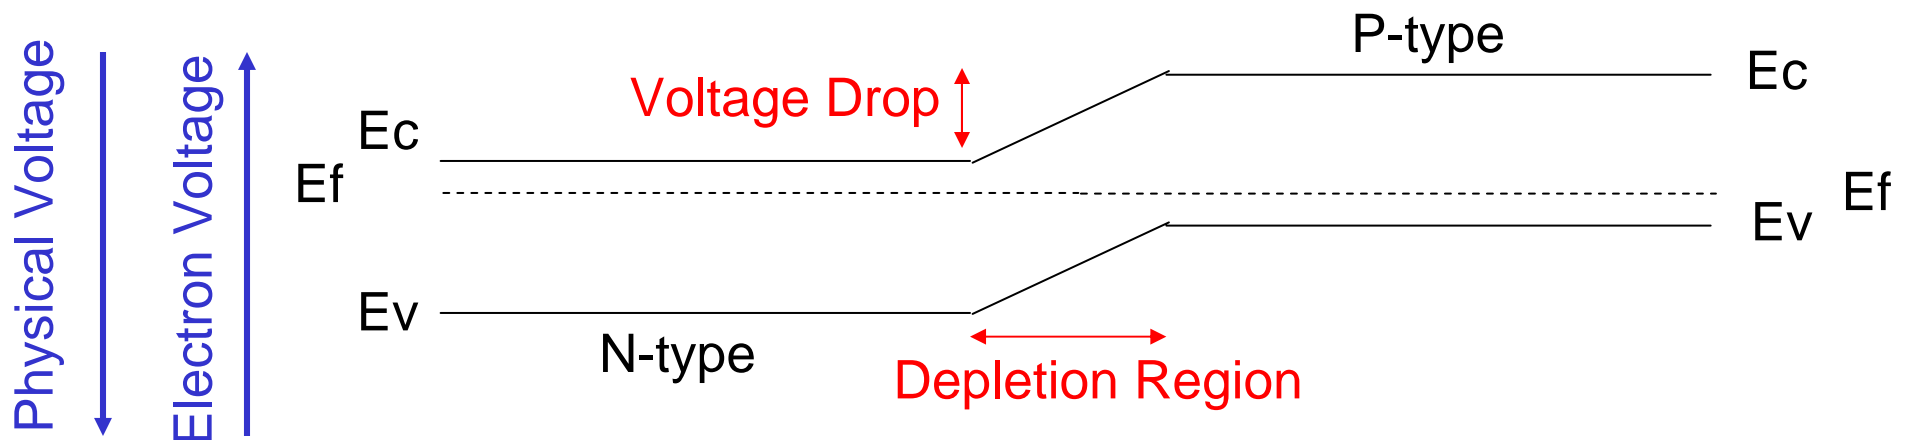 Physical Voltage
Electron Voltage
P-type
Ec
Voltage Drop
Ec
Ef
Ef
Ev
Ev
N-type
Depletion Region